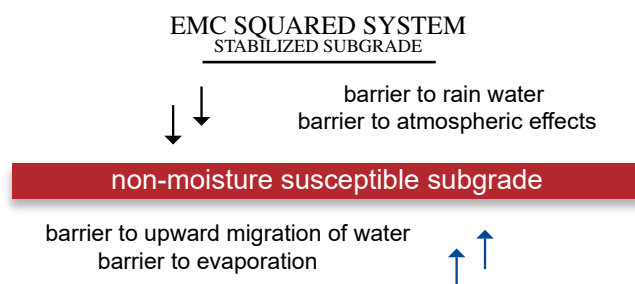 EMC SQUARED SYSTEM
STABILIZED SUBGRADE
barrier to rain water
barrier to atmospheric effects
non-moisture susceptible subgrade
barrier to upward migration of water
barrier to evaporation